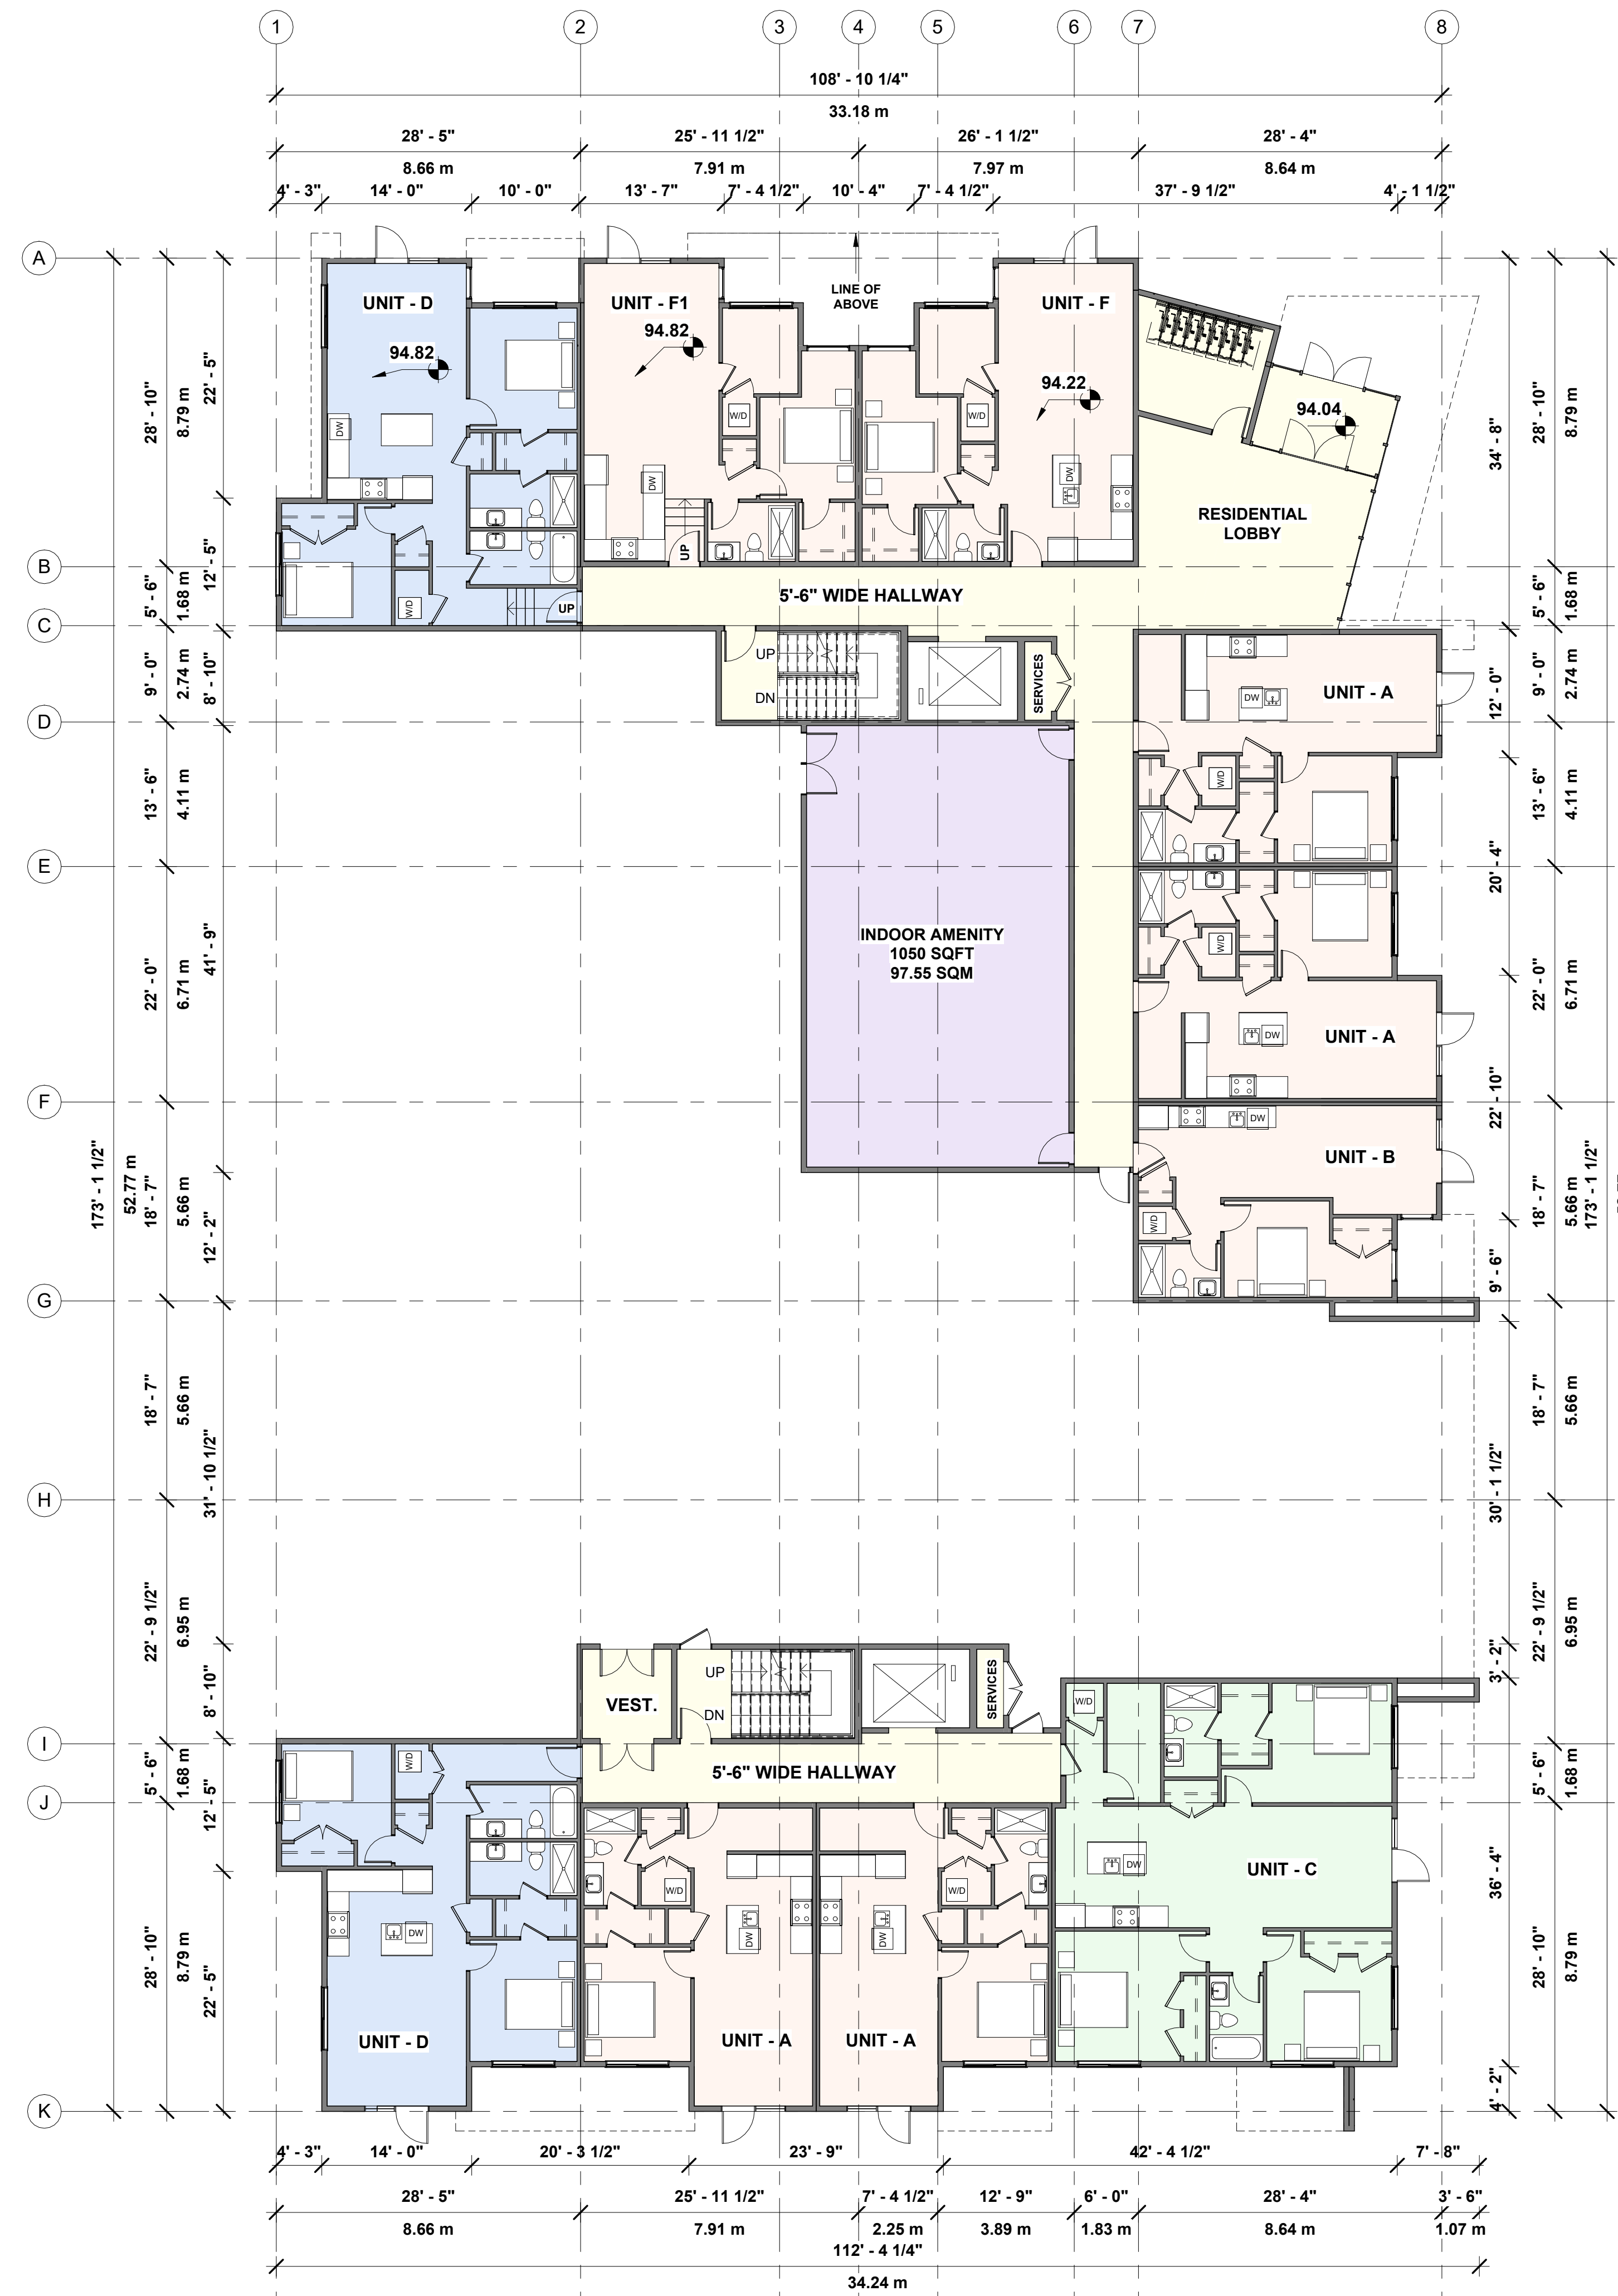 1 2 3 4 5 6 7 8
108' - 10 1/4"
33.18 m
28' - 5" 25' - 11 1/2" 26' - 1 1/2" 28' - 4"
8.66 m 7.91 m 7.97 m 8.64 m
4' - 3" 14' - 0" 10' - 0" 13' - 7" 7' - 4 1/2" 10' - 4" 7' - 4 1/2" 37' - 9 1/2" 4' - 1 1/2"
A
B
C
D
E
F
G
H
I
J
K
173' - 1 1/2"
52.77 m
28' - 10"
8.79 m
5' - 6"
1.68 m
9' - 0"
2.74 m
13' - 6"
4.11 m
22' - 0"
6.71 m
18' - 7"
5.66 m
18' - 7"
5.66 m
22' - 9 1/2"
6.95 m
5' - 6"
1.68 m
28' - 10"
8.79 m
22' - 5"
12' - 5"
8' - 10"
41' - 9"
12' - 2"
31' - 10 1/2"
8' - 10"
12' - 5"
22' - 5"
UNIT - D
94.82
DW
W/D
UP
UNIT - F1
94.82
W/D
DW
UP
LINE OF
ABOVE
UNIT - F
94.22
W/D
DW
94.04
RESIDENTIAL
LOBBY
5'-6" WIDE HALLWAY
UP
DN
SERVICES
UNIT - A
DW
W/D
INDOOR AMENITY
1050 SQFT
97.55 SQM
W/D
DW
UNIT - A
DW
UNIT - B
W/D
VEST.
UP
DN
SERVICES
5'-6" WIDE HALLWAY
W/D
DW
UNIT - D
W/D
DW
UNIT - A
W/D
DW
UNIT - A
W/D
DW
UNIT - C
34' - 8"
12' - 0"
20' - 4"
22' - 10"
9' - 6"
30' - 1 1/2"
3' - 2"
36' - 4"
4' - 2"
28' - 10"
8.79 m
5' - 6"
1.68 m
9' - 0"
2.74 m
13' - 6"
4.11 m
22' - 0"
6.71 m
18' - 7"
5.66 m
18' - 7"
5.66 m
22' - 9 1/2"
6.95 m
5' - 6"
1.68 m
28' - 10"
8.79 m
173' - 1 1/2"
4' - 3" 14' - 0" 20' - 3 1/2" 23' - 9" 42' - 4 1/2" 7' - 8"
28' - 5" 25' - 11 1/2" 7' - 4 1/2" 12' - 9" 6' - 0" 28' - 4" 3' - 6"
8.66 m 7.91 m 2.25 m 3.89 m 1.83 m 8.64 m 1.07 m
112' - 4 1/4"
34.24 m